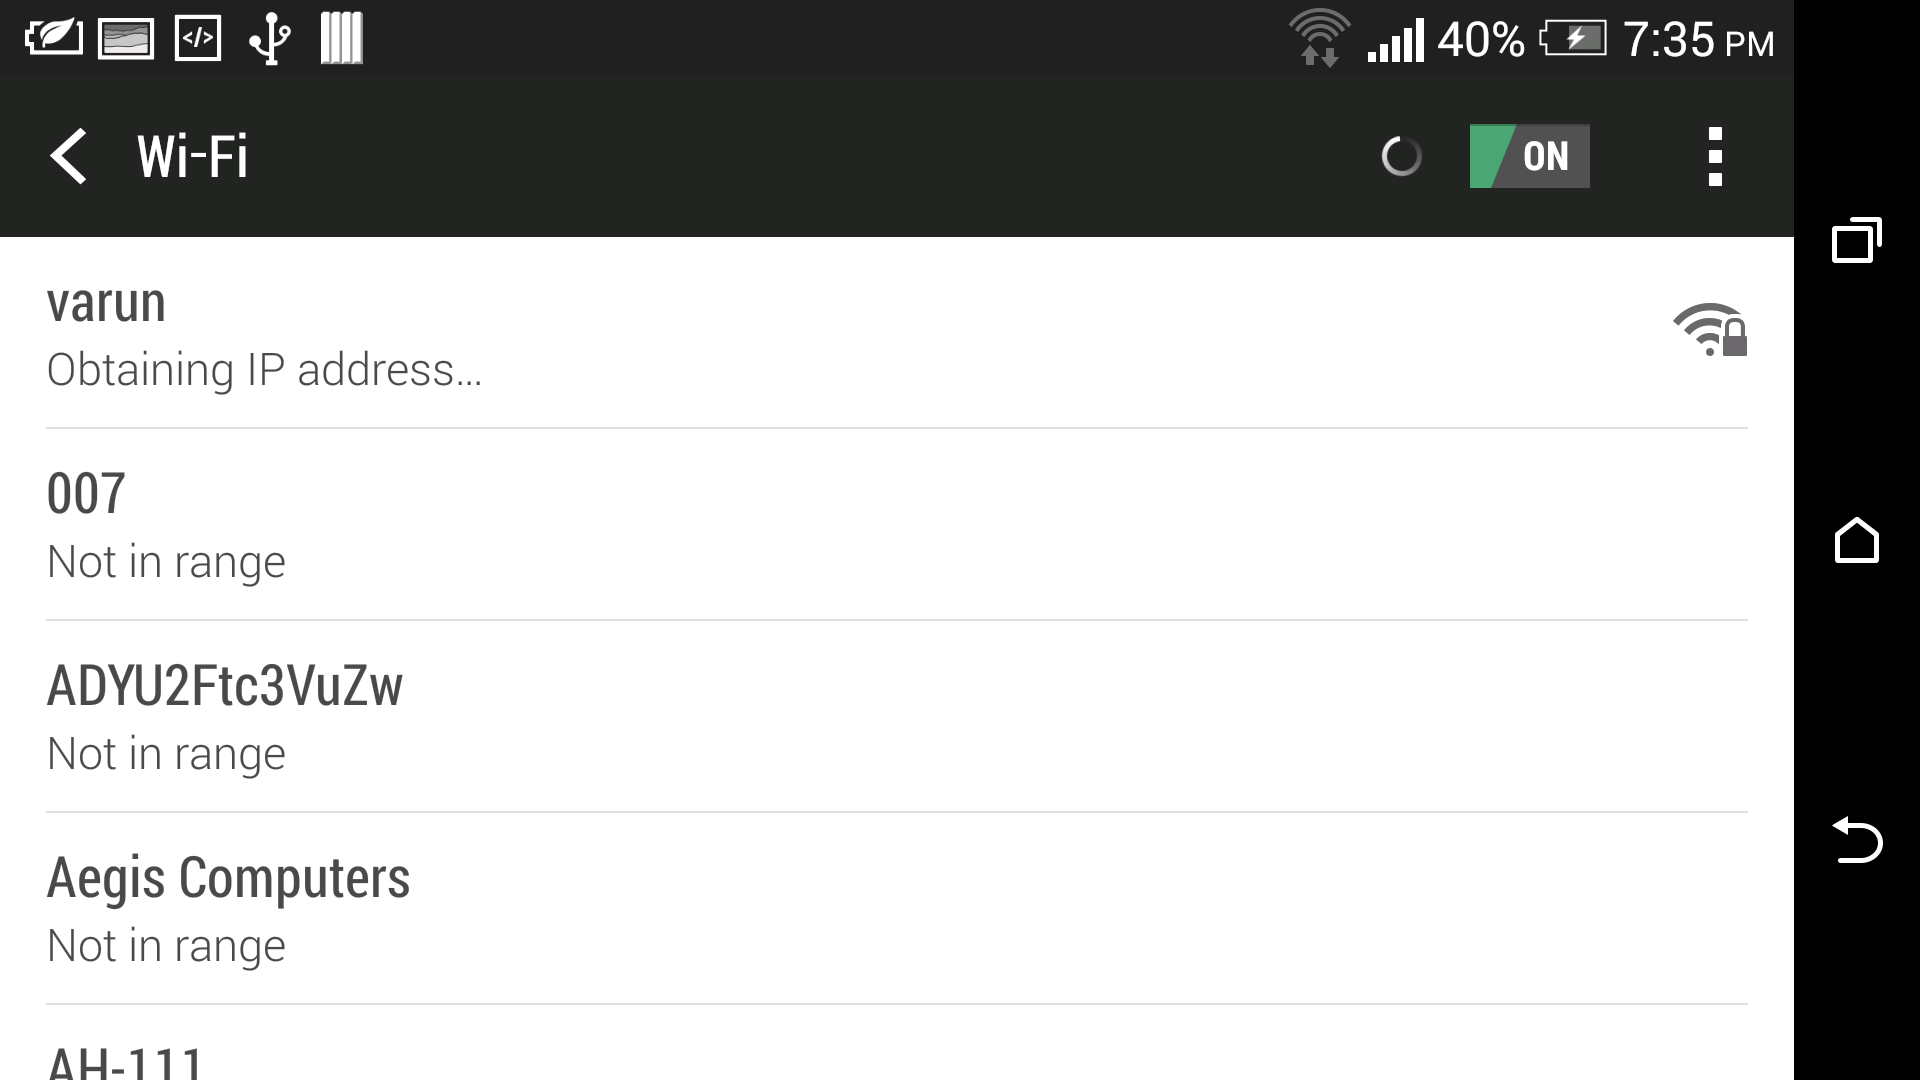 40% 7:35 PM
Wi-Fi ON
varun
Obtaining IP address...
007
Not in range
ADYU2Ftc3VuZw
Not in range
Aegis Computers
Not in range
AH-111